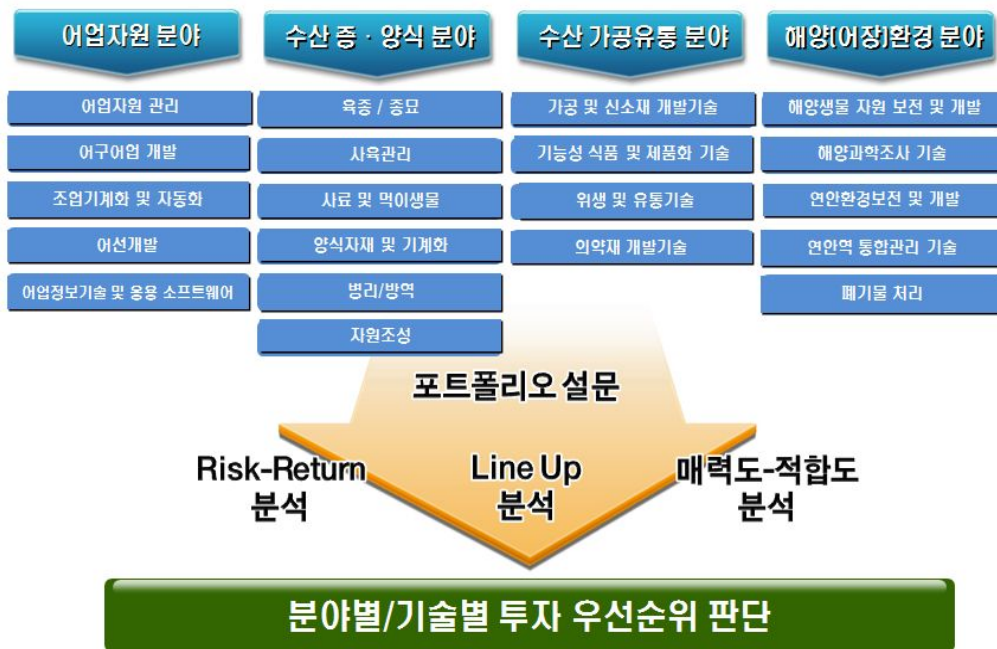 어업자원 분야
어업자원 관리
어구어업 개발
조업기계화 및 자동화
어선개발
어업정보기술 및 응용 소프트웨어
수산 증 · 양식 분야
육종 / 종묘
사육관리
사료 및 먹이생물
양식자재 및 기계화
병리/방역
자원조성
수산 가공유통 분야
가공 및 신소재 개발기술
기능성 식품 및 제품화 기술
위생 및 유통기술
의약재 개발기술
해양(어장)환경 분야
해양생물 자원 보전 및 개발
해양과학조사 기술
연안환경보전 및 개발
연안역 통합관리 기술
폐기물 처리
포트폴리오 설문
Risk-Return
분석
Line Up
분석
매력도-적합도
분석
분야별/기술별 투자 우선순위 판단